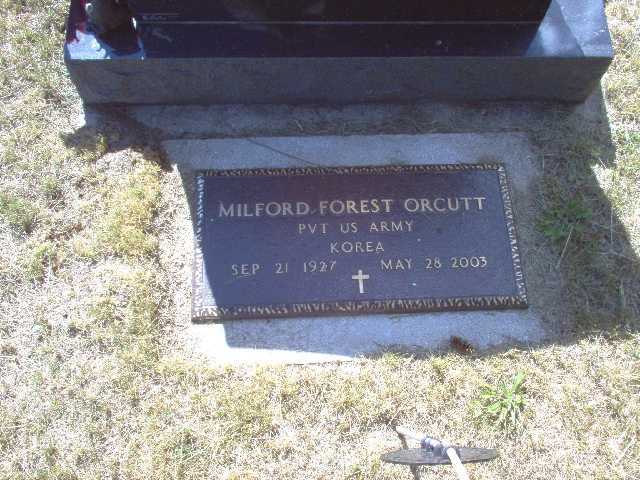 MILFORD FOREST ORCUTT
PVT US ARMY
KOREA
SEP 21 1927 MAY 28 2003